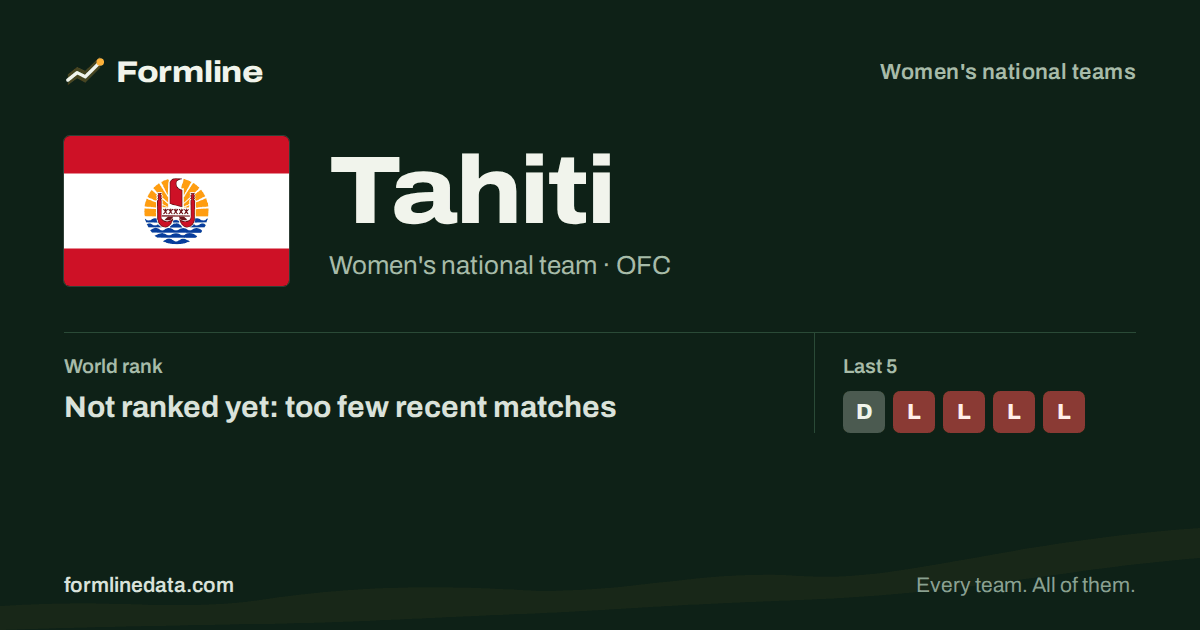 Formline
Women's national teams
Tahiti
Women's national team · OFC
World rank
Not ranked yet: too few recent matches
Last 5
D L L L L
formlinedata.com
Every team. All of them.